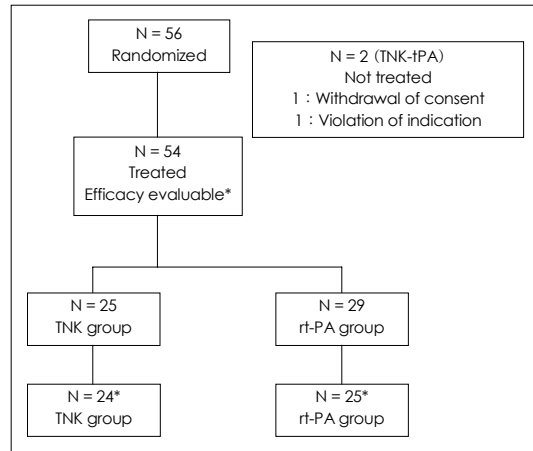 N = 56
Randomized
N = 2 (TNK-tPA)
Not treated
1 : Withdrawal of consent
1 : Violation of indication
N = 54
Treated
Efficacy evaluable*
N = 25
TNK group
N = 29
rt-PA group
N = 24*
TNK group
N = 25*
rt-PA group